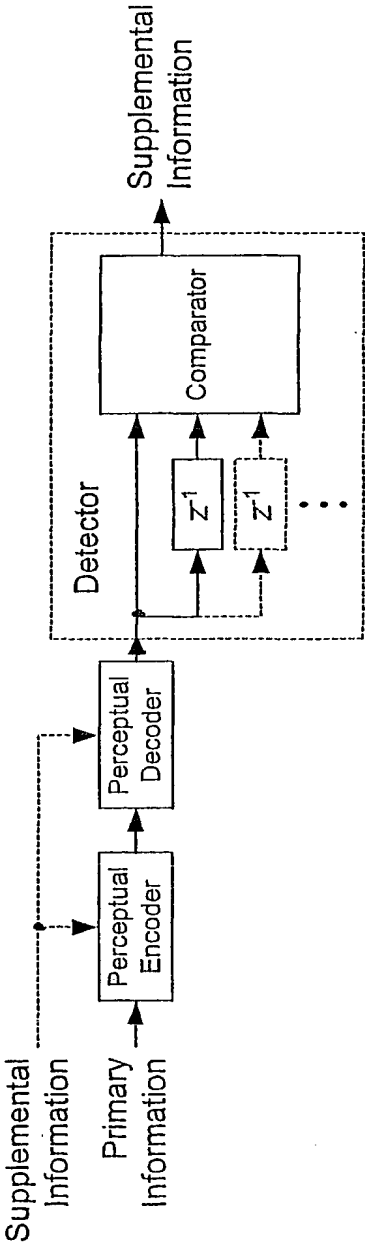 Supplemental
Information
Primary
Information
Perceptual
Encoder
Perceptual
Decoder
Detector
z⁻¹
z⁻¹
Comparator
Supplemental
Information